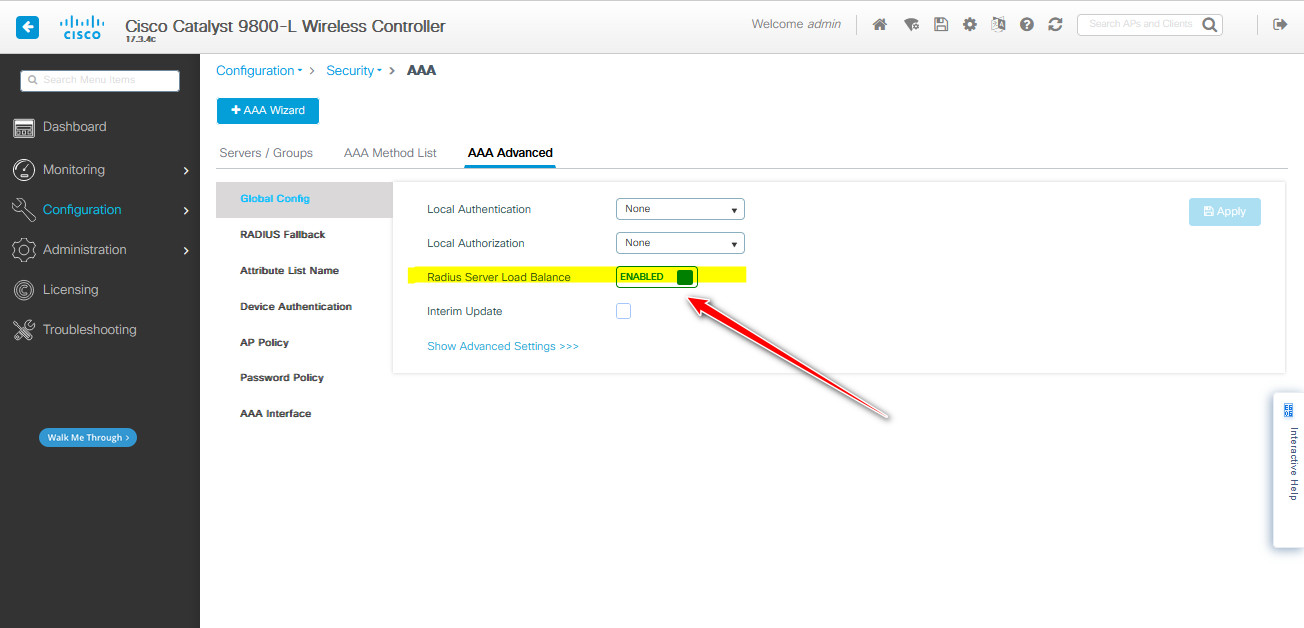 Cisco Catalyst 9800-L Wireless Controller
17.3.4c
CISCO
Welcome admin
Search APs and Clients
Search Menu Items
Dashboard
Monitoring
Configuration
Administration
Licensing
Troubleshooting
Walk Me Through >
Configuration > Security > AAA
+ AAA Wizard
Servers / Groups AAA Method List AAA Advanced
Global Config
RADIUS Fallback
Attribute List Name
Device Authentication
AP Policy
Password Policy
AAA Interface
Local Authentication None
Local Authorization None
Radius Server Load Balance ENABLED
Interim Update
Show Advanced Settings >>>
Apply
Interactive Help